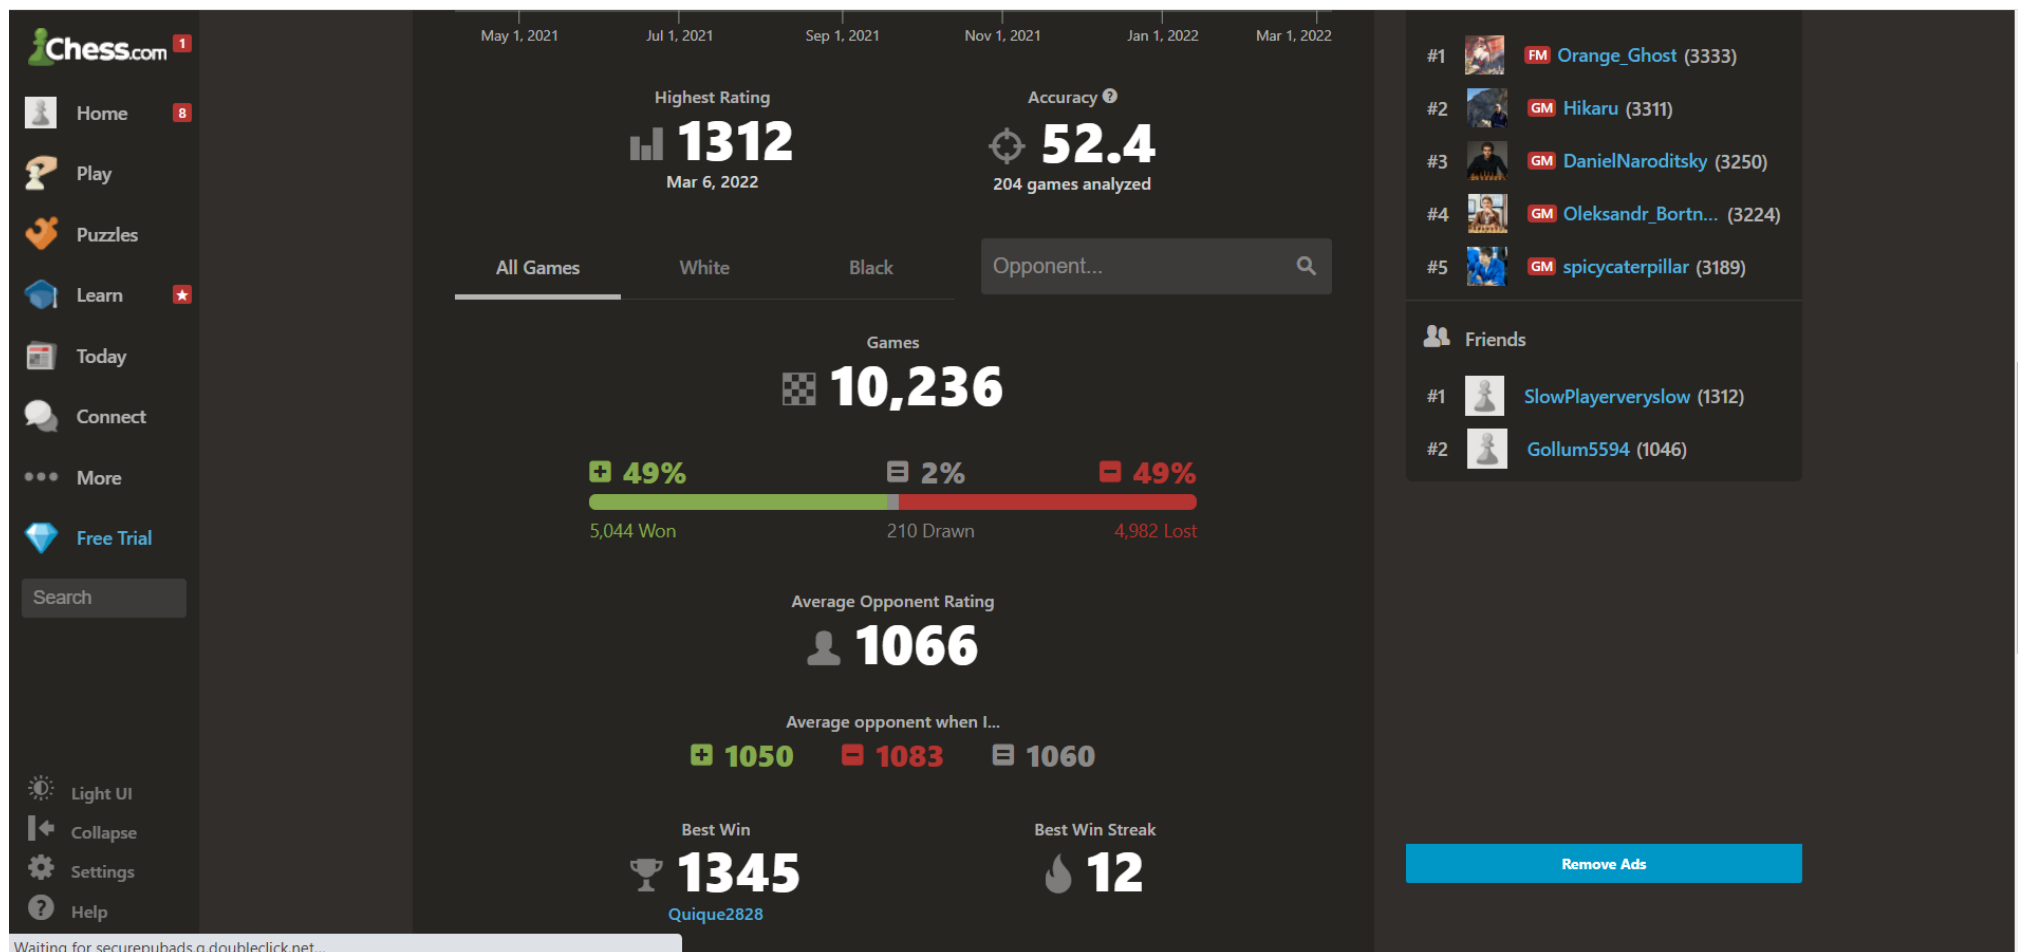 Chess.com 1
Home 8
Play
Puzzles
Learn
Today
Connect
More
Free Trial
Search
Light UI
Collapse
Settings
Help
Waiting for securepubads.g.doubleclick.net...
May 1, 2021 Jul 1, 2021 Sep 1, 2021 Nov 1, 2021 Jan 1, 2022 Mar 1, 2022
Highest Rating
1312
Mar 6, 2022
Accuracy ?
52.4
204 games analyzed
All Games White Black Opponent...
Games
10,236
49% 2% 49%
5,044 Won 210 Drawn 4,982 Lost
Average Opponent Rating
1066
Average opponent when I...
1050 1083 1060
Best Win
1345
Quique2828
Best Win Streak
12
#1 FM Orange_Ghost (3333)
#2 GM Hikaru (3311)
#3 GM DanielNaroditsky (3250)
#4 GM Oleksandr_Bortn... (3224)
#5 GM spicycaterpillar (3189)
Friends
#1 SlowPlayerveryslow (1312)
#2 Gollum5594 (1046)
Remove Ads